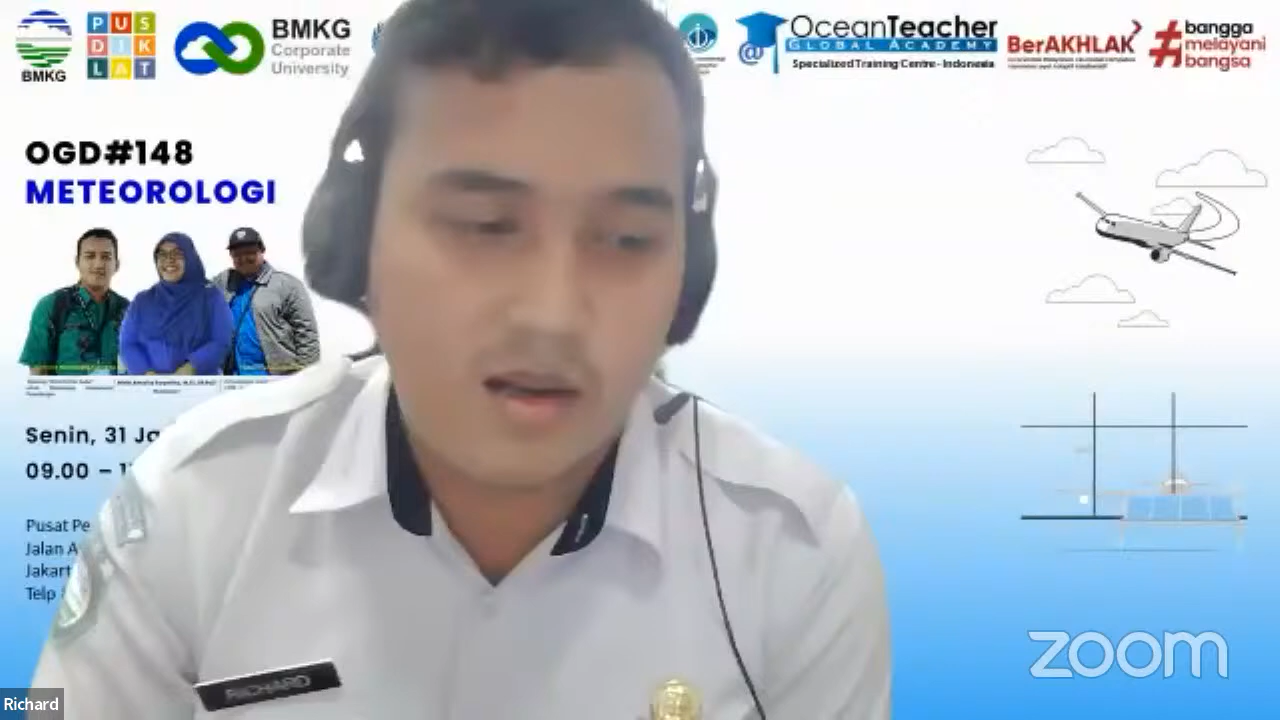 BMKG
PUS
DIK
LAT
BMKG
Corporate
University
OceanTeacher
GLOBAL ACADEMY
Specialized Training Centre - Indonesia
BerAKHLAK
# bangga
melayani
bangsa
OGD#148
METEOROLOGI
Senin, 31 Ja
09.00 –
Pusat Pe
Jalan A
Jakart
Telp
RICHARD
zoom
Richard